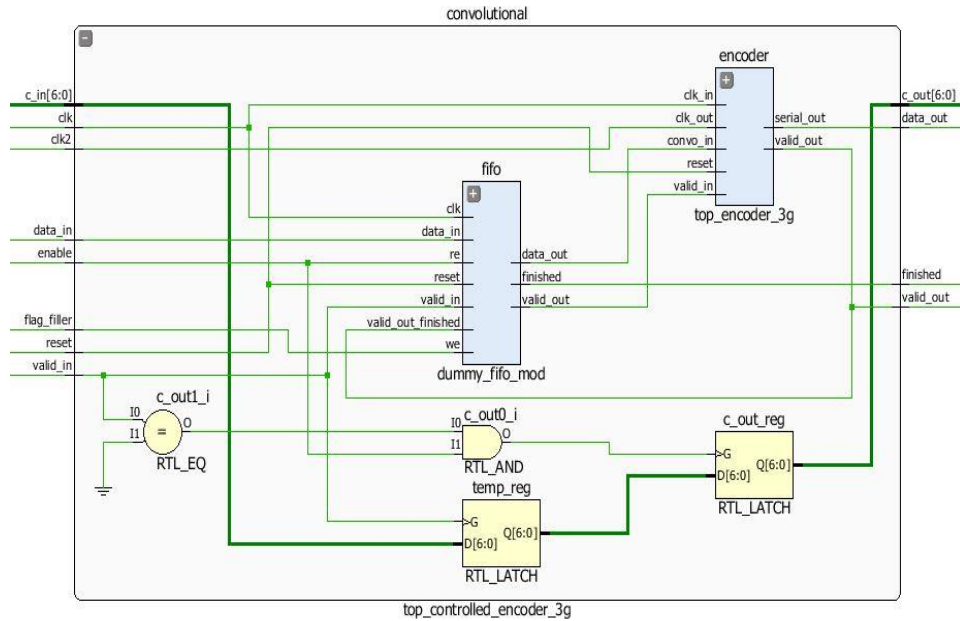 convolutional
encoder
c_in[6:0]
clk_in
c_out[6:0]
clk
clk_out
serial_out
data_out
clk2
convo_in
valid_out
reset
fifo
valid_in
top_encoder_3g
clk
data_in
data_in
enable
re
data_out
reset
finished
finished
valid_in
valid_out
valid_out
flag_filler
valid_out_finished
reset
we
valid_in
dummy_fifo_mod
c_out1_i
c_out0_i
c_out_reg
I0
I1
=
O
RTL_EQ
I0
I1
O
RTL_AND
>G
D[6:0]
Q[6:0]
RTL_LATCH
temp_reg
>G
D[6:0]
Q[6:0]
RTL_LATCH
top_controlled_encoder_3g